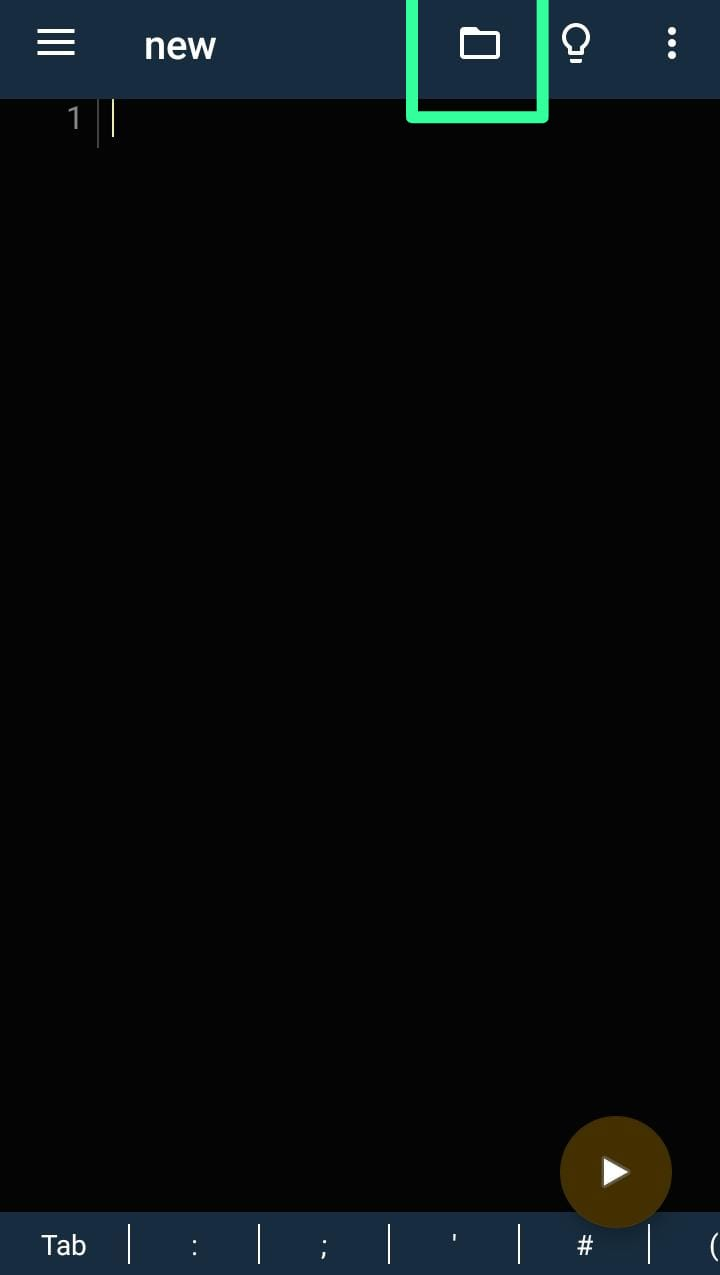 new
1
Tab : ; ' # (